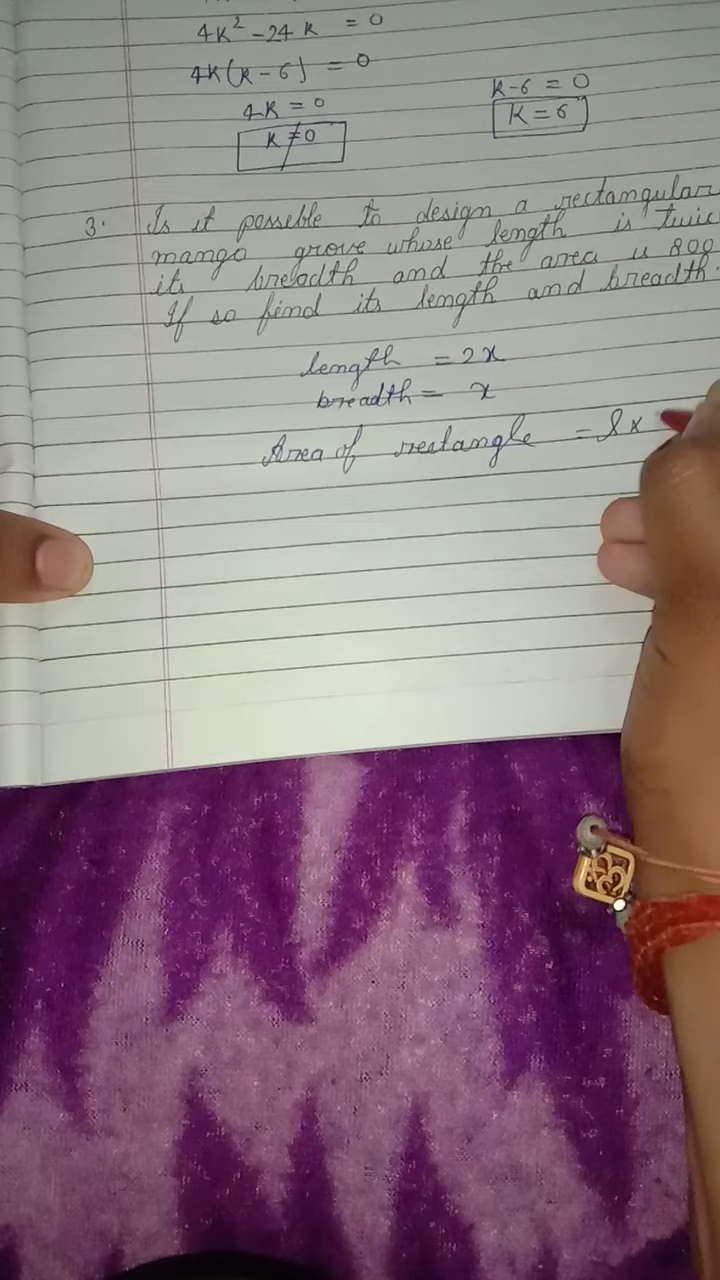 4K² - 24K = 0
4K(K - 6) = 0
4K = 0
K ≠ 0
K - 6 = 0
K = 6
3. Is it possible to design a rectangular
mango grove whose length is twic
its breadth and the area is 800
If so find its length and breadth.
length = 2x
breadth = x
Area of rectangle = l x